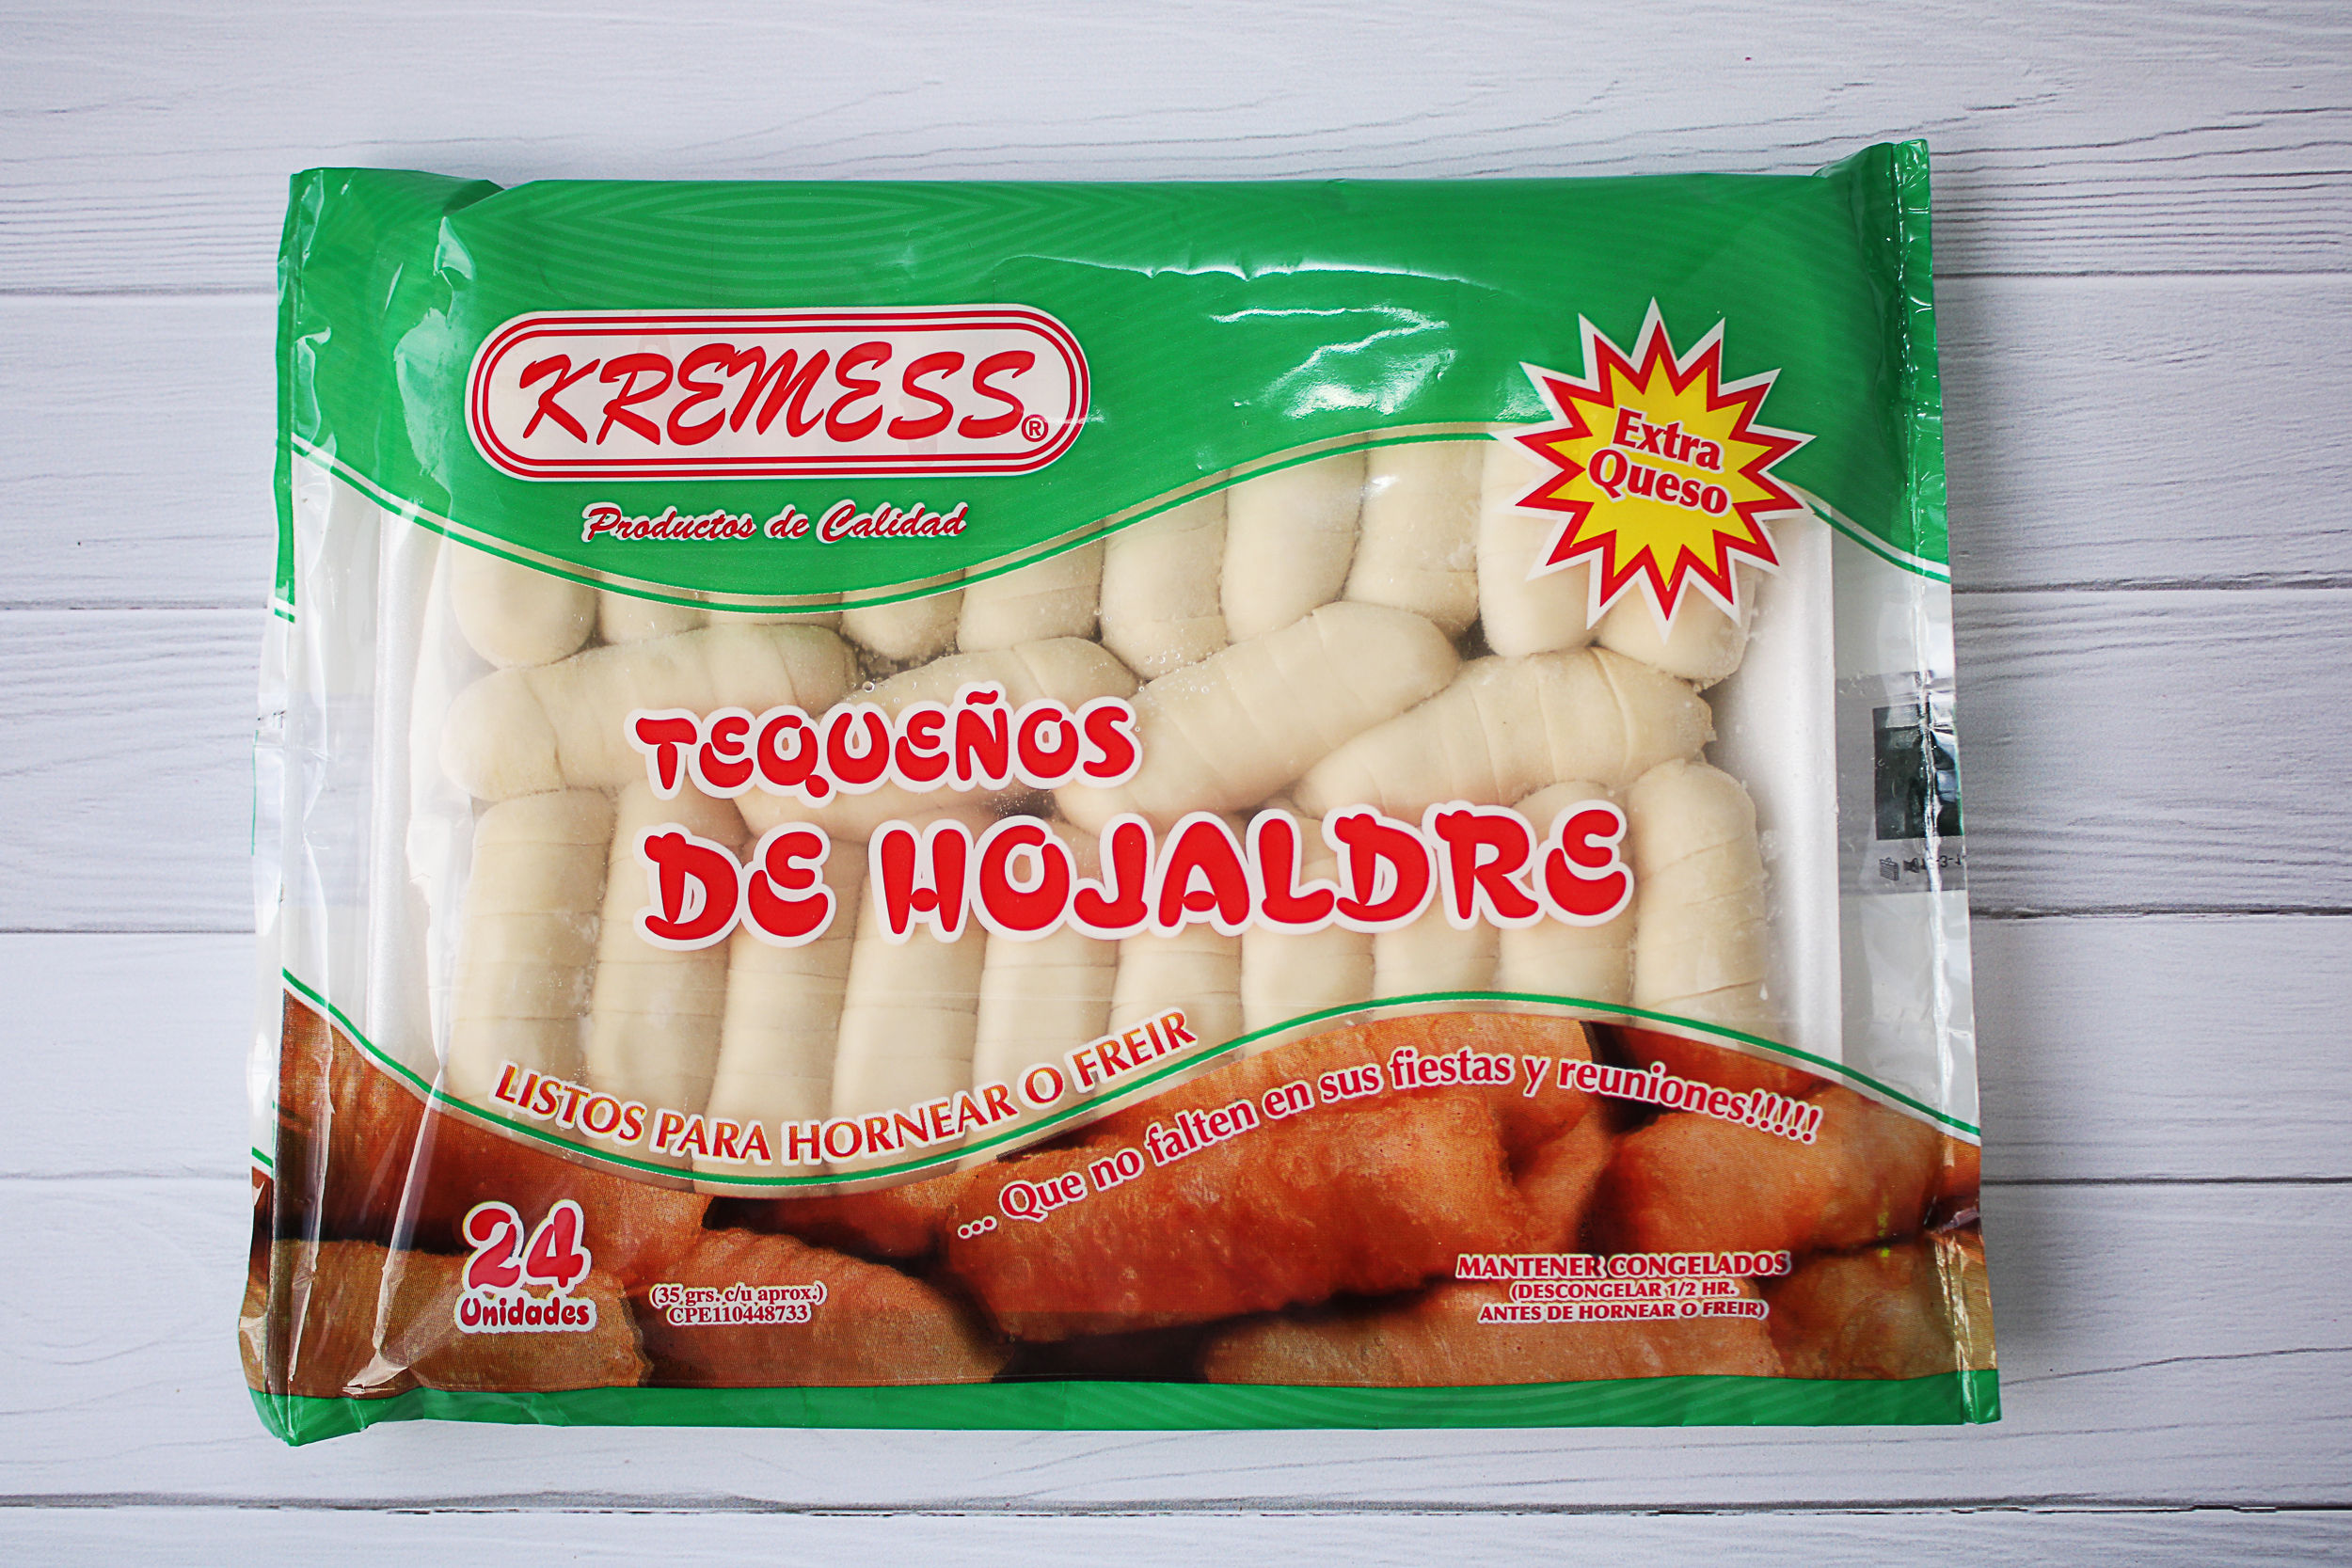 KREMESS®
Productos de Calidad
Extra
Queso
TEQUEÑOS
DE HOJALDRE
LISTOS PARA HORNEAR O FREIR
... Que no falten en sus fiestas y reuniones!!!!!
24
Unidades
(35 grs. c/u aprox.)
CPE110448733
MANTENER CONGELADOS
(DESCONGELAR 1/2 HR.
ANTES DE HORNEAR O FREIR)